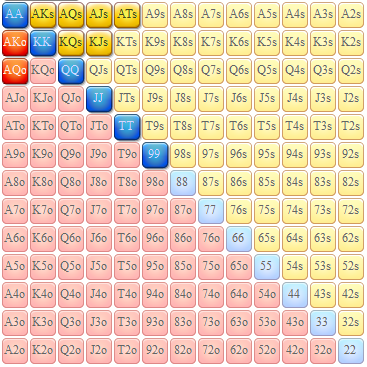 AA AKs AQs AJs ATs A9s A8s A7s A6s A5s A4s A3s A2s
AKo KK KQs KJs KTs K9s K8s K7s K6s K5s K4s K3s K2s
AQo KQo QQ QJs QTs Q9s Q8s Q7s Q6s Q5s Q4s Q3s Q2s
AJo KJo QJo JJ JTs J9s J8s J7s J6s J5s J4s J3s J2s
ATo KTo QTo JTo TT T9s T8s T7s T6s T5s T4s T3s T2s
A9o K9o Q9o J9o T9o 99 98s 97s 96s 95s 94s 93s 92s
A8o K8o Q8o J8o T8o 98o 88 87s 86s 85s 84s 83s 82s
A7o K7o Q7o J7o T7o 97o 87o 77 76s 75s 74s 73s 72s
A6o K6o Q6o J6o T6o 96o 86o 76o 66 65s 64s 63s 62s
A5o K5o Q5o J5o T5o 95o 85o 75o 65o 55 54s 53s 52s
A4o K4o Q4o J4o T4o 94o 84o 74o 64o 54o 44 43s 42s
A3o K3o Q3o J3o T3o 93o 83o 73o 63o 53o 43o 33 32s
A2o K2o Q2o J2o T2o 92o 82o 72o 62o 52o 42o 32o 22